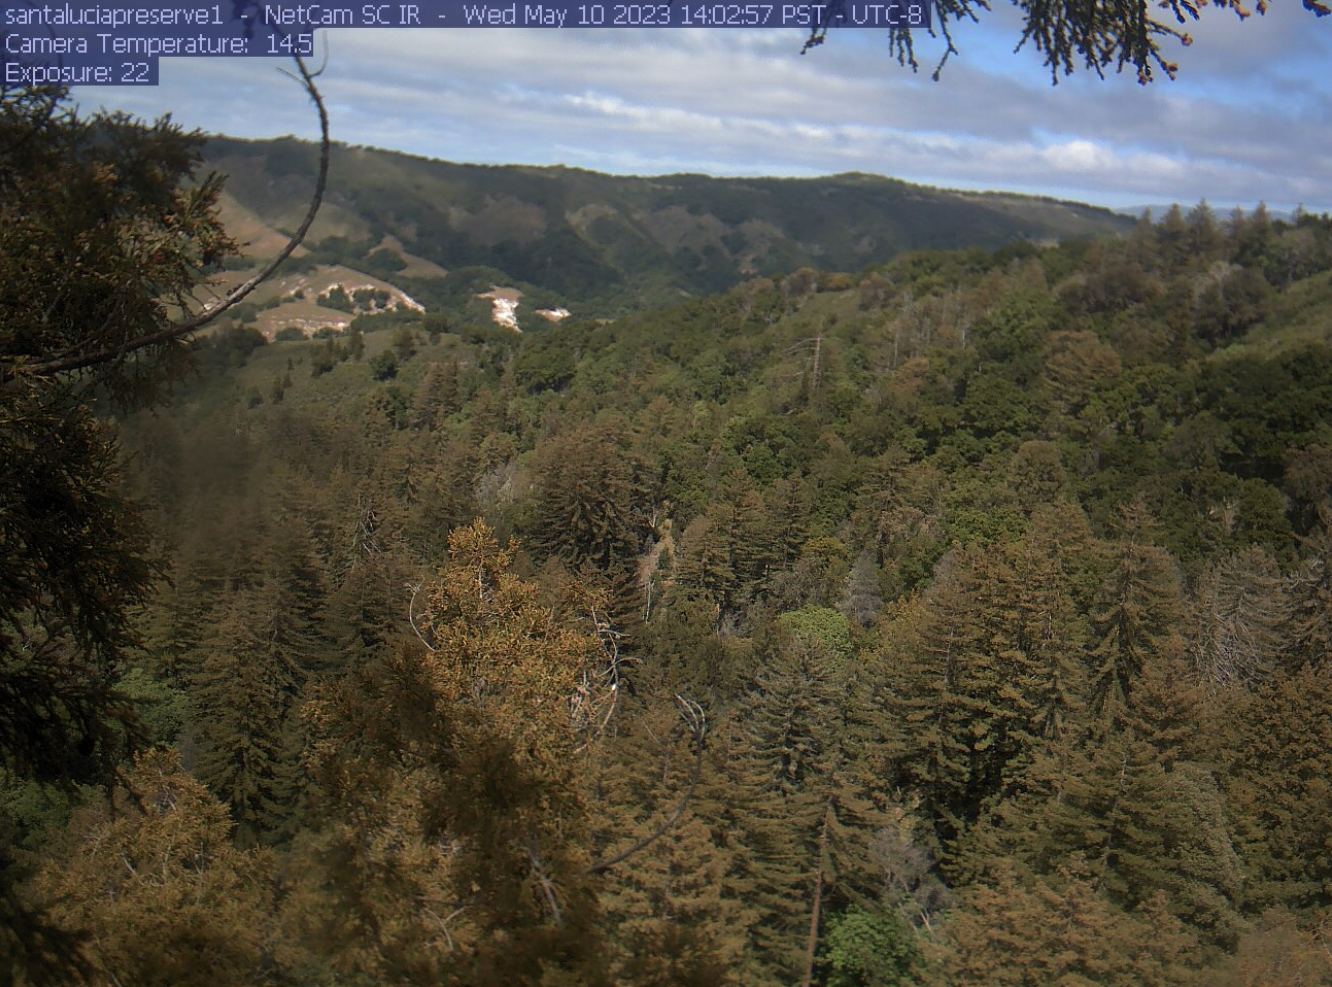 santaluciapreserve1 - NetCam SC IR - Wed May 10 2023 14:02:57 PST - UTC-8
Camera Temperature: 14.5
Exposure: 22